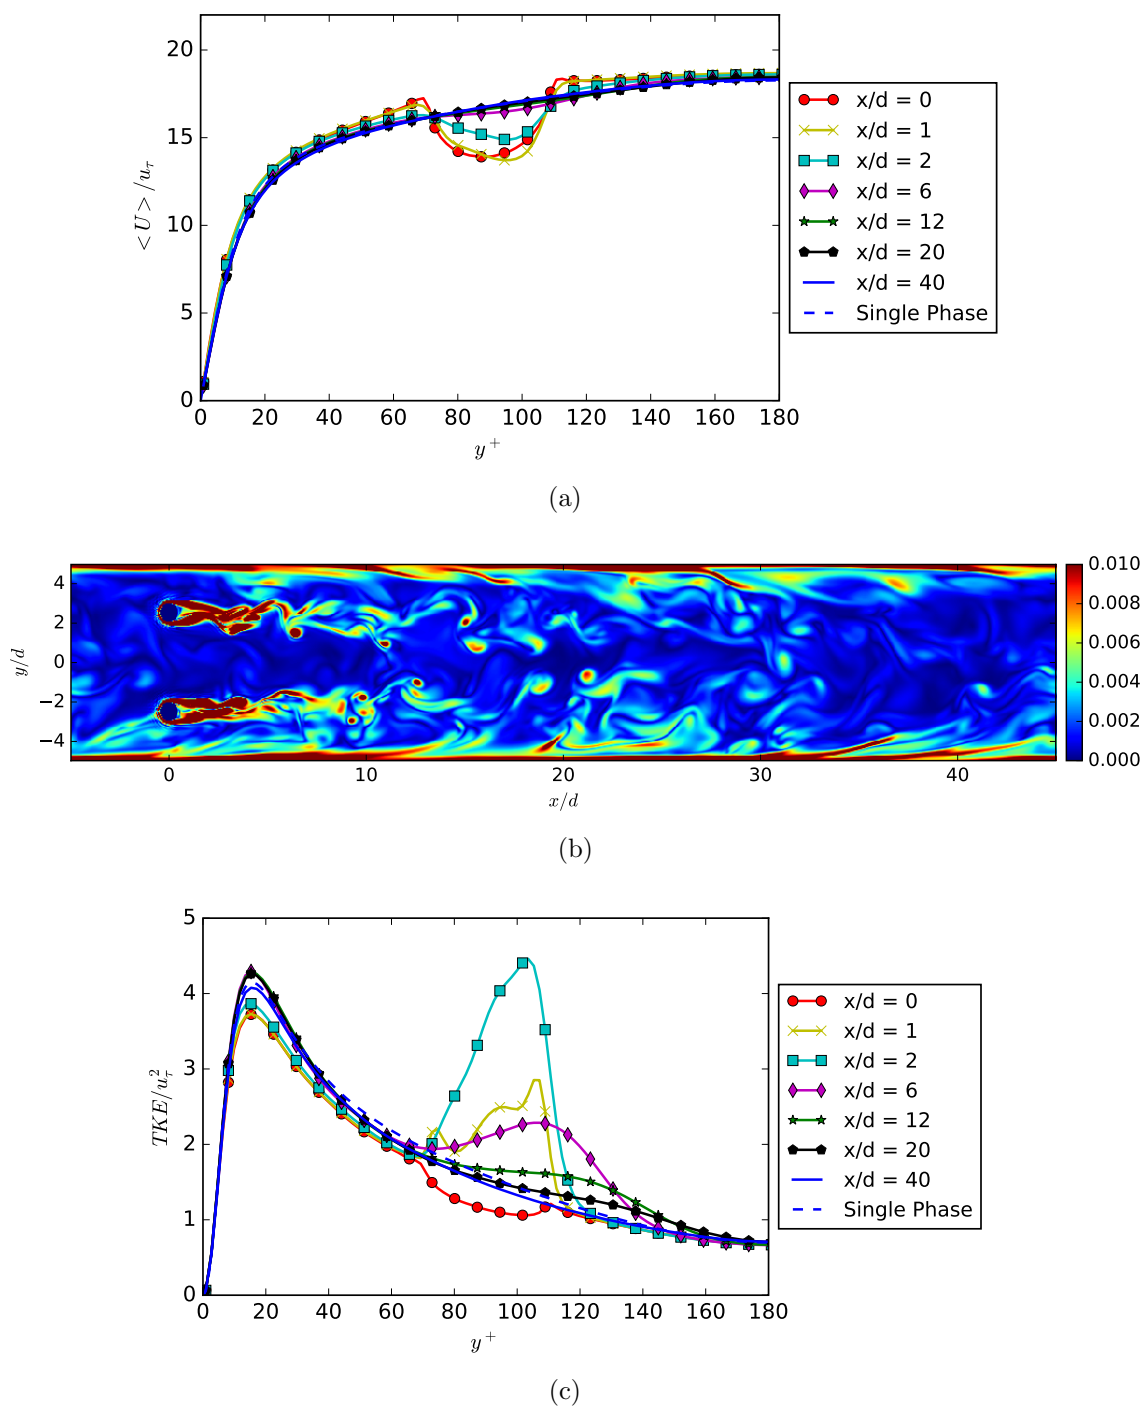 20
15
10
5
0
0 20 40 60 80 100 120 140 160 180
< U > /u_τ
y^+
x/d = 0
x/d = 1
x/d = 2
x/d = 6
x/d = 12
x/d = 20
x/d = 40
Single Phase
(a)
4
2
0
−2
−4
y/d
0 10 20 30 40
x/d
0.010
0.008
0.006
0.004
0.002
0.000
(b)
5
4
3
2
1
0
0 20 40 60 80 100 120 140 160 180
TKE/u_τ^2
y^+
x/d = 0
x/d = 1
x/d = 2
x/d = 6
x/d = 12
x/d = 20
x/d = 40
Single Phase
(c)